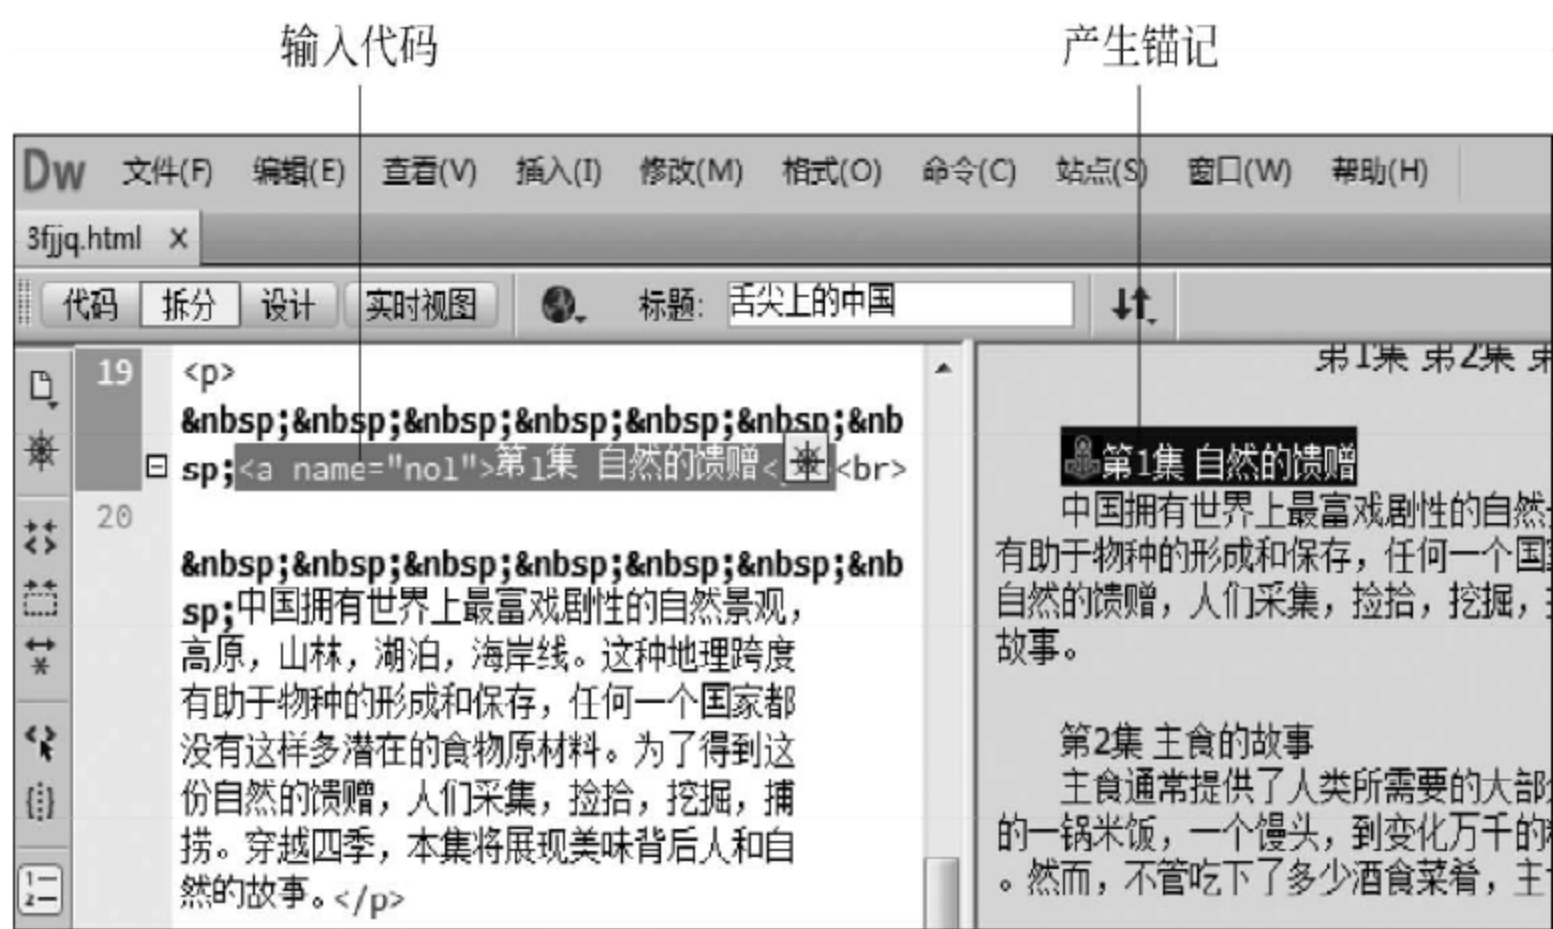 输入代码 产生锚记
Dw 文件(F) 编辑(E) 查看(V) 插入(I) 修改(M) 格式(O) 命令(C) 站点(S) 窗口(W) 帮助(H)
3fjjq.html X
代码 拆分 设计 实时视图 标题: 舌尖上的中国
19 <p>
&nbsp;&nbsp;&nbsp;&nbsp;&nbsp;&nbsp;&nb
sp;<a name="no1">第1集 自然的馈赠< <br>
20
&nbsp;&nbsp;&nbsp;&nbsp;&nbsp;&nbsp;&nb
sp;中国拥有世界上最富戏剧性的自然景观，
高原，山林，湖泊，海岸线。这种地理跨度
有助于物种的形成和保存，任何一个国家都
没有这样多潜在的食物原材料。为了得到这
份自然的馈赠，人们采集，捡拾，挖掘，捕
捞。穿越四季，本集将展现美味背后人和自
然的故事。</p>
第1集 第2集 第
第1集 自然的馈赠
中国拥有世界上最富戏剧性的自然
有助于物种的形成和保存，任何一个国
自然的馈赠，人们采集，捡拾，挖掘，
故事。
第2集 主食的故事
主食通常提供了人类所需要的大部
的一锅米饭，一个馒头，到变化万千的
。然而，不管吃下了多少酒食菜肴，主